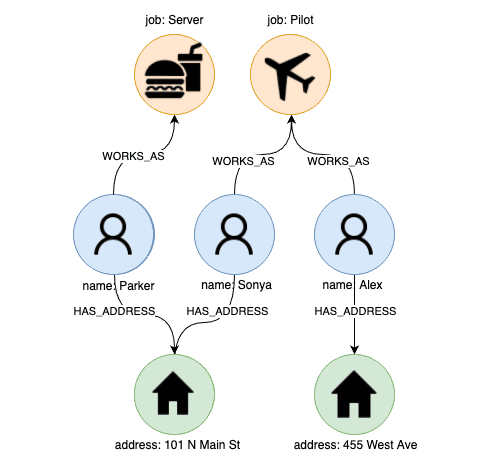 job: Server
job: Pilot
WORKS_AS
WORKS_AS
WORKS_AS
name: Parker
name: Sonya
name: Alex
HAS_ADDRESS
HAS_ADDRESS
HAS_ADDRESS
address: 101 N Main St
address: 455 West Ave